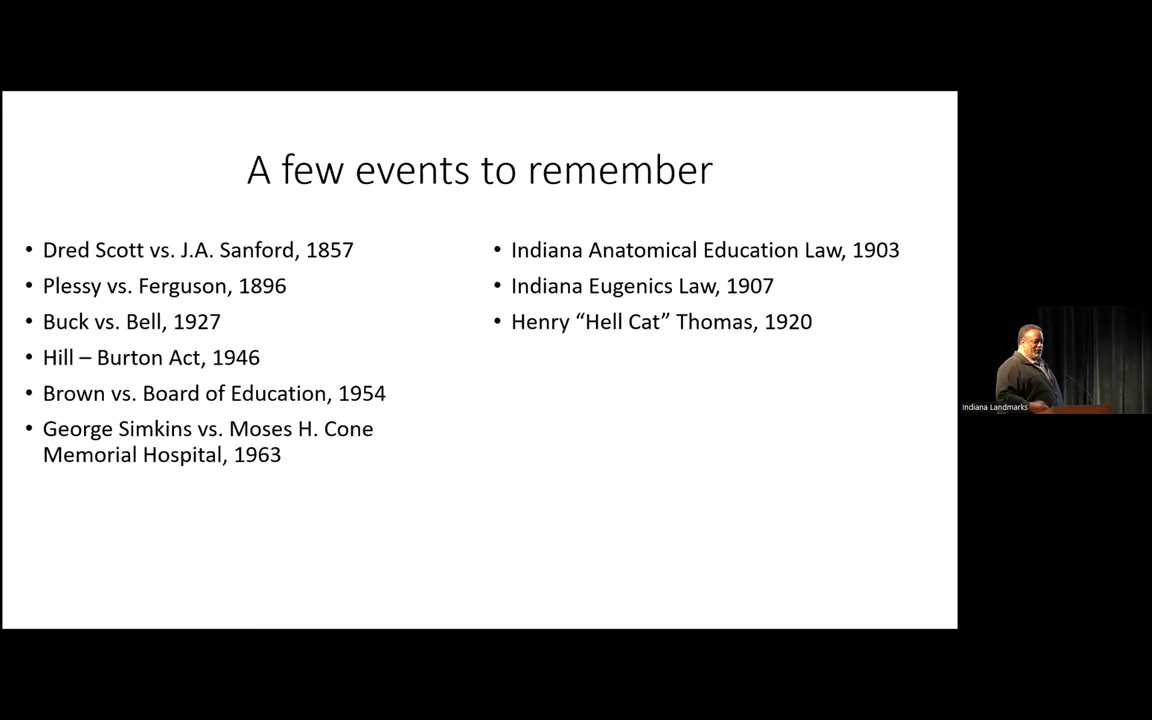 A few events to remember
• Dred Scott vs. J.A. Sanford, 1857
• Plessy vs. Ferguson, 1896
• Buck vs. Bell, 1927
• Hill – Burton Act, 1946
• Brown vs. Board of Education, 1954
• George Simkins vs. Moses H. Cone
Memorial Hospital, 1963
• Indiana Anatomical Education Law, 1903
• Indiana Eugenics Law, 1907
• Henry “Hell Cat” Thomas, 1920
Indiana Landmarks